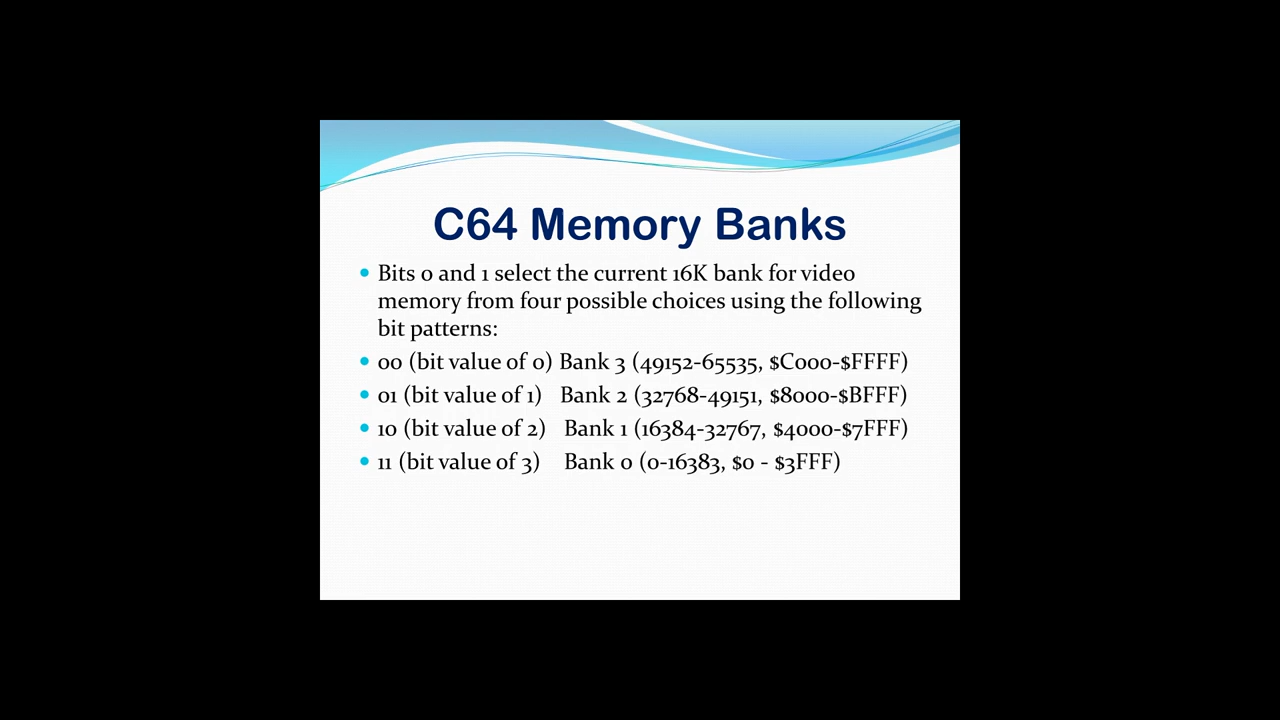 C64 Memory Banks
Bits 0 and 1 select the current 16K bank for video
memory from four possible choices using the following
bit patterns:
00 (bit value of 0) Bank 3 (49152-65535, $C000-$FFFF)
01 (bit value of 1) Bank 2 (32768-49151, $8000-$BFFF)
10 (bit value of 2) Bank 1 (16384-32767, $4000-$7FFF)
11 (bit value of 3) Bank 0 (0-16383, $0 - $3FFF)